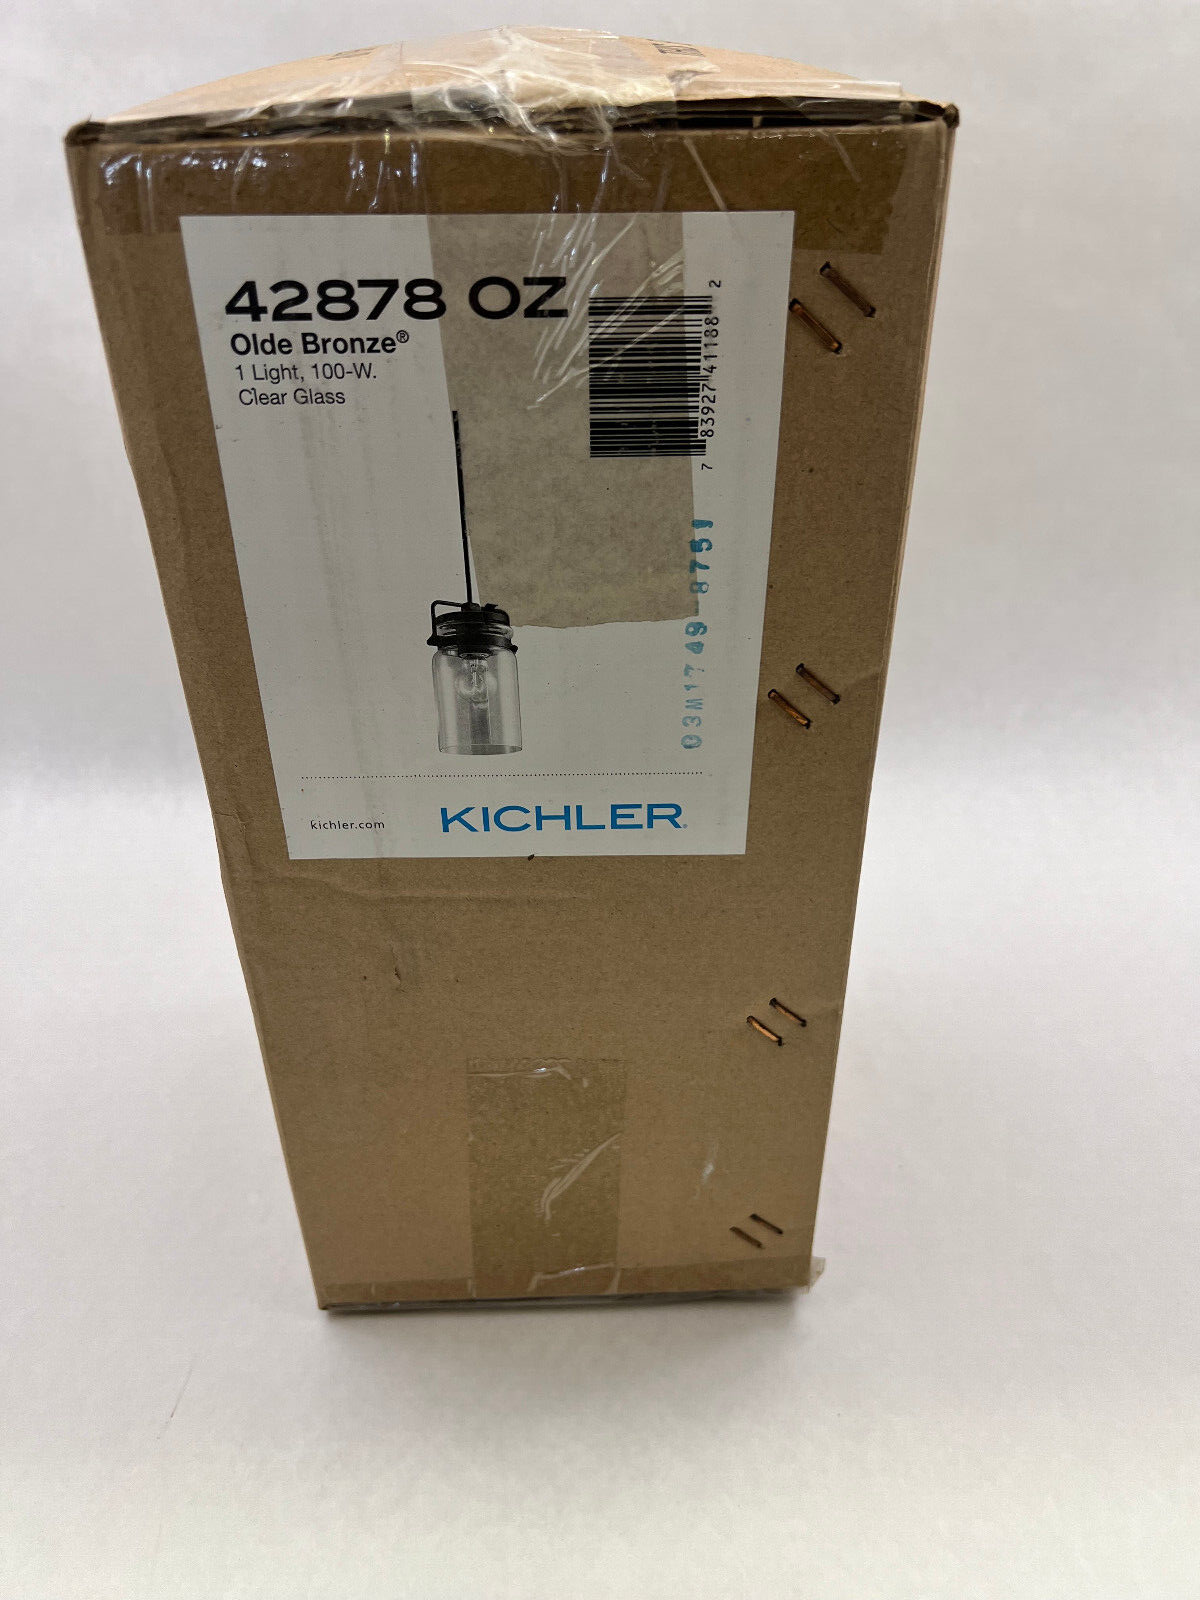 42878 OZ
Olde Bronze®
1 Light, 100-W.
Clear Glass
7 83927 41188 2
03M1749-8751
kichler.com
KICHLER®